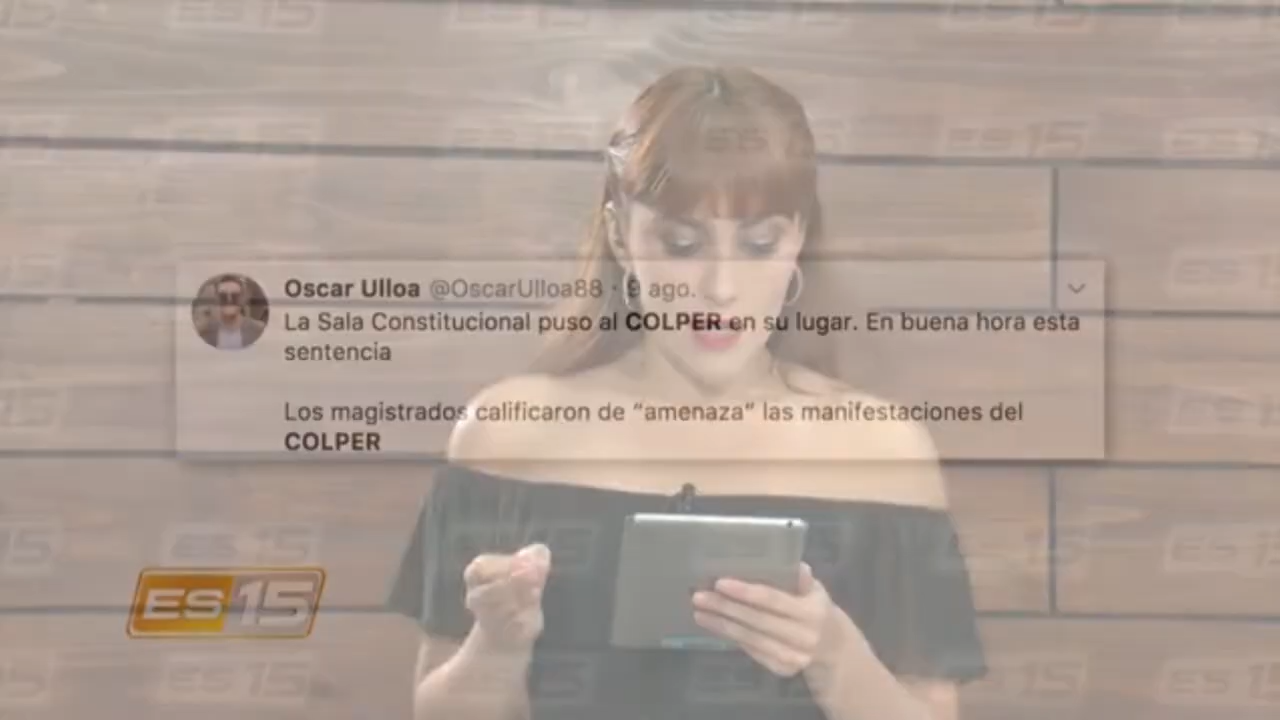 Oscar Ulloa @OscarUlloa88 · 9 ago.
La Sala Constitucional puso al COLPER en su lugar. En buena hora esta
sentencia
Los magistrados calificaron de “amenaza” las manifestaciones del
COLPER
ES15